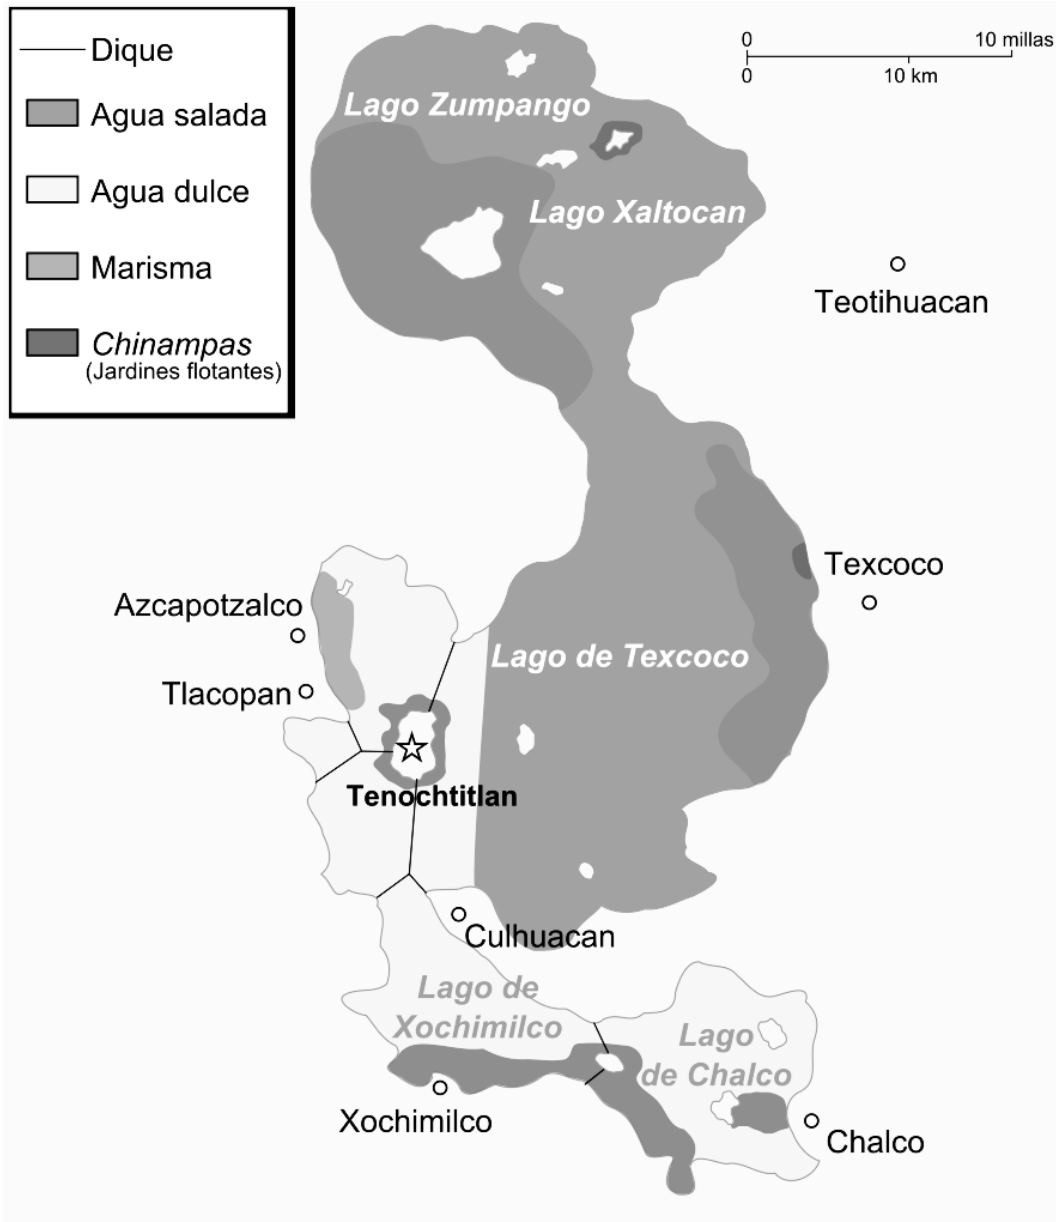 Dique
Agua salada
Agua dulce
Marisma
Chinampas
(Jardines flotantes)
0 10 millas
0 10 km
Lago Zumpango
Lago Xaltocan
Teotihuacan
Texcoco
Azcapotzalco
Lago de Texcoco
Tlacopan
Tenochtitlan
Culhuacan
Lago de
Xochimilco
Lago
de Chalco
Xochimilco
Chalco